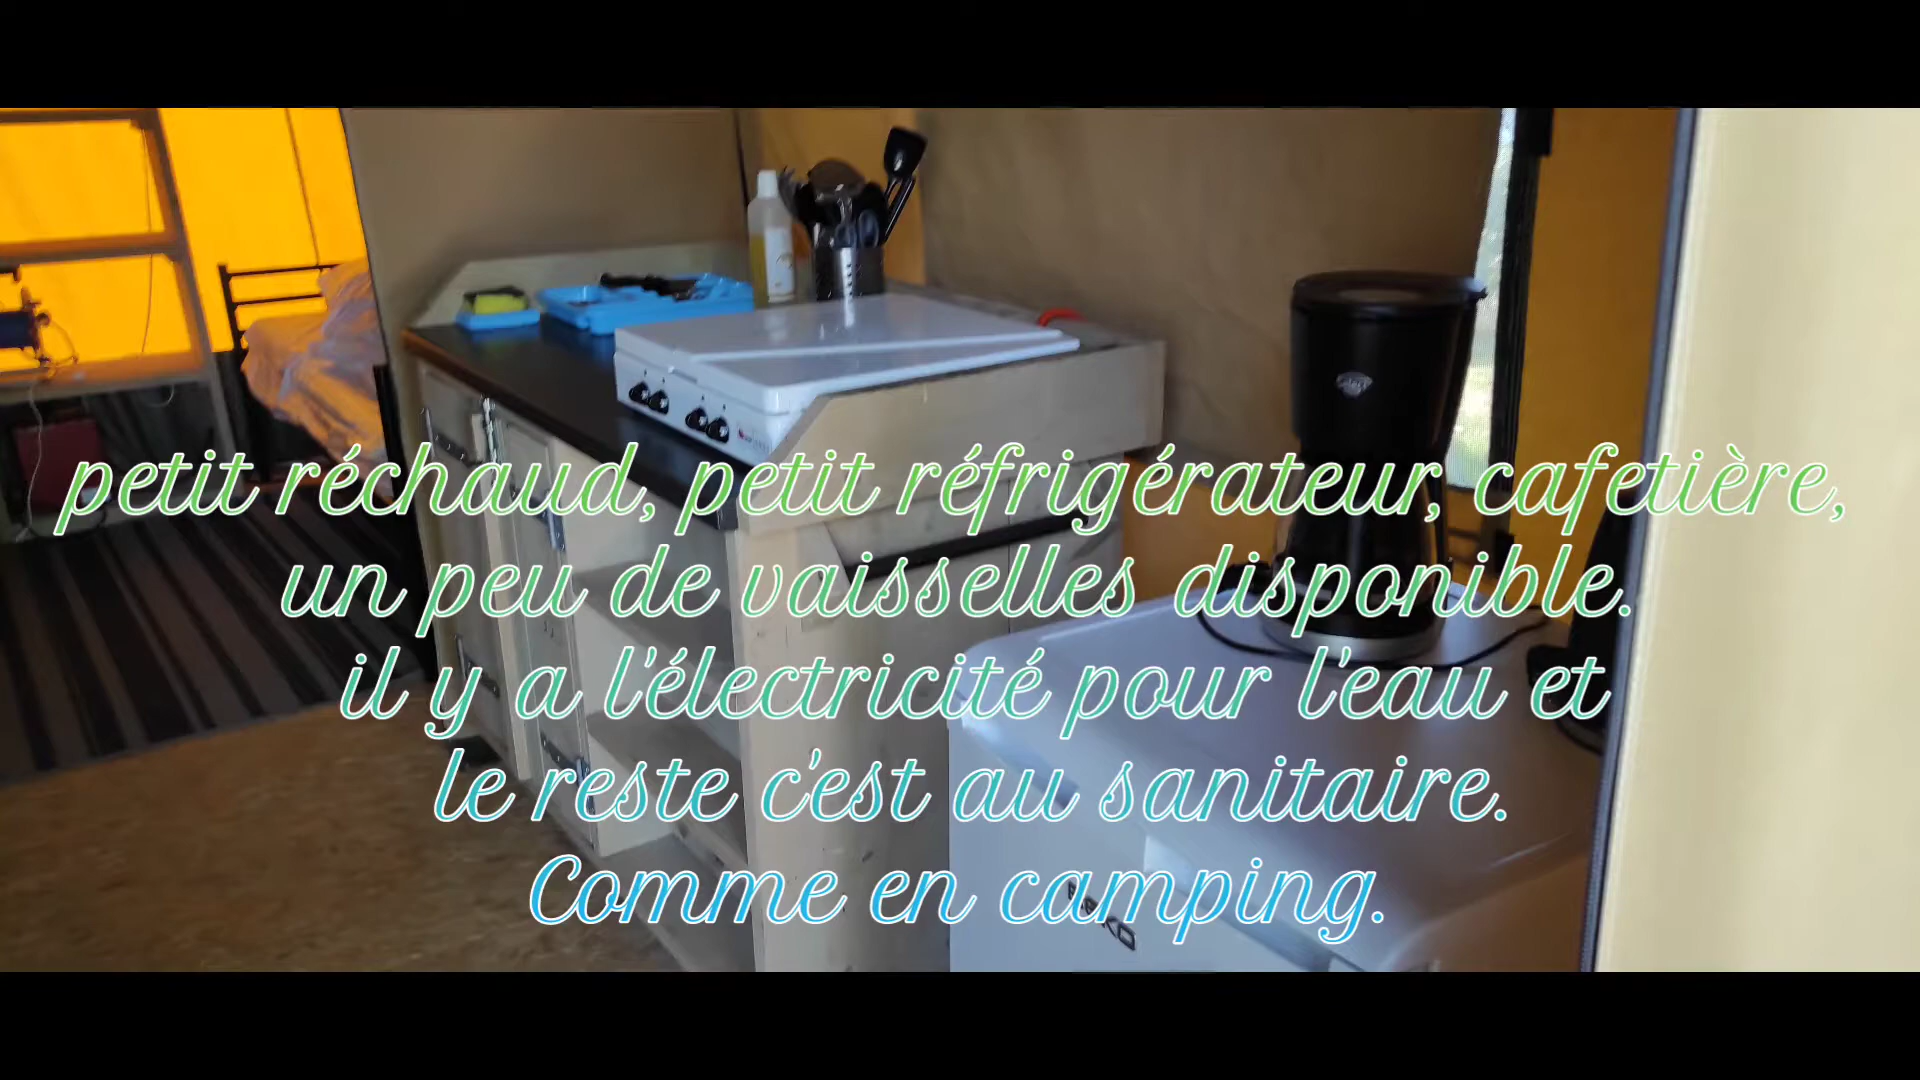 petit réchaud, petit réfrigérateur, cafetière,
un peu de vaisselles disponible.
il y a l'électricité pour l'eau et
le reste c'est au sanitaire.
Comme en camping.
BEKO